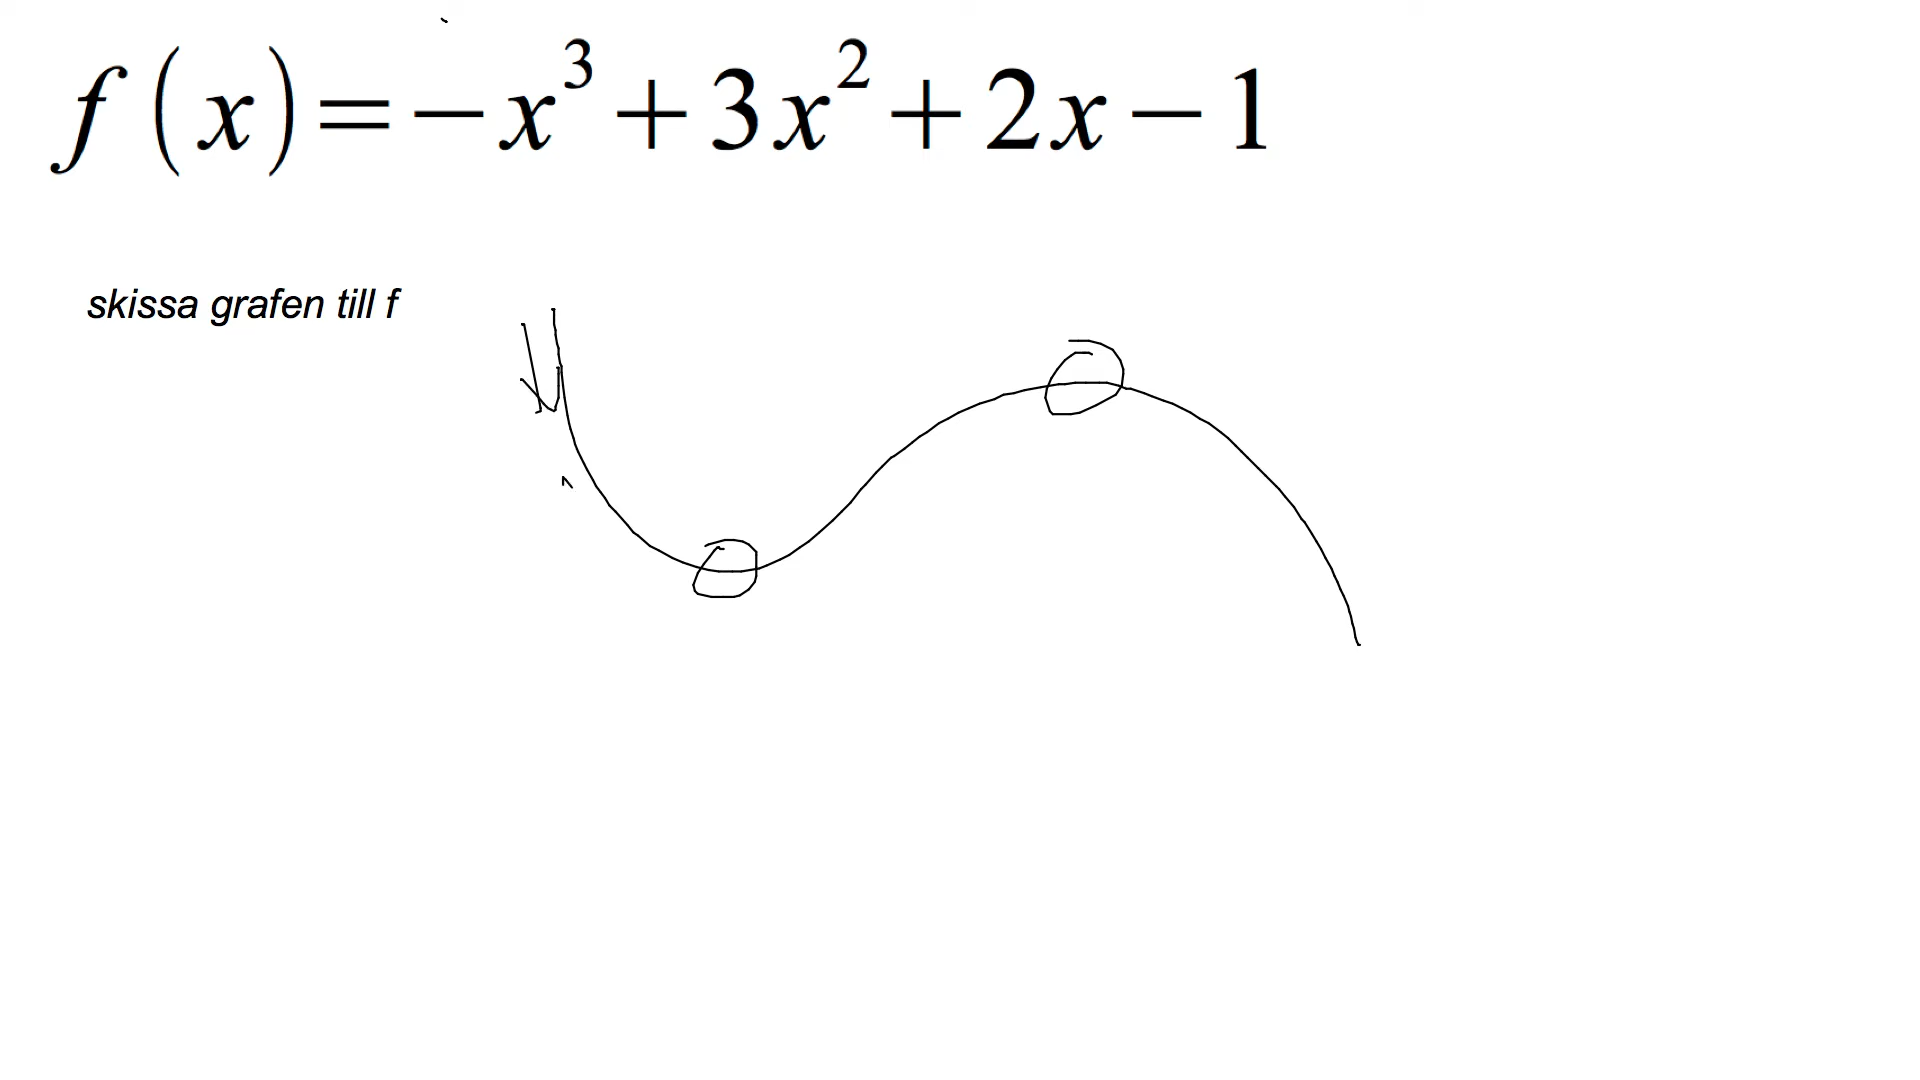 f(x)=−x³+3x²+2x−1
skissa grafen till f